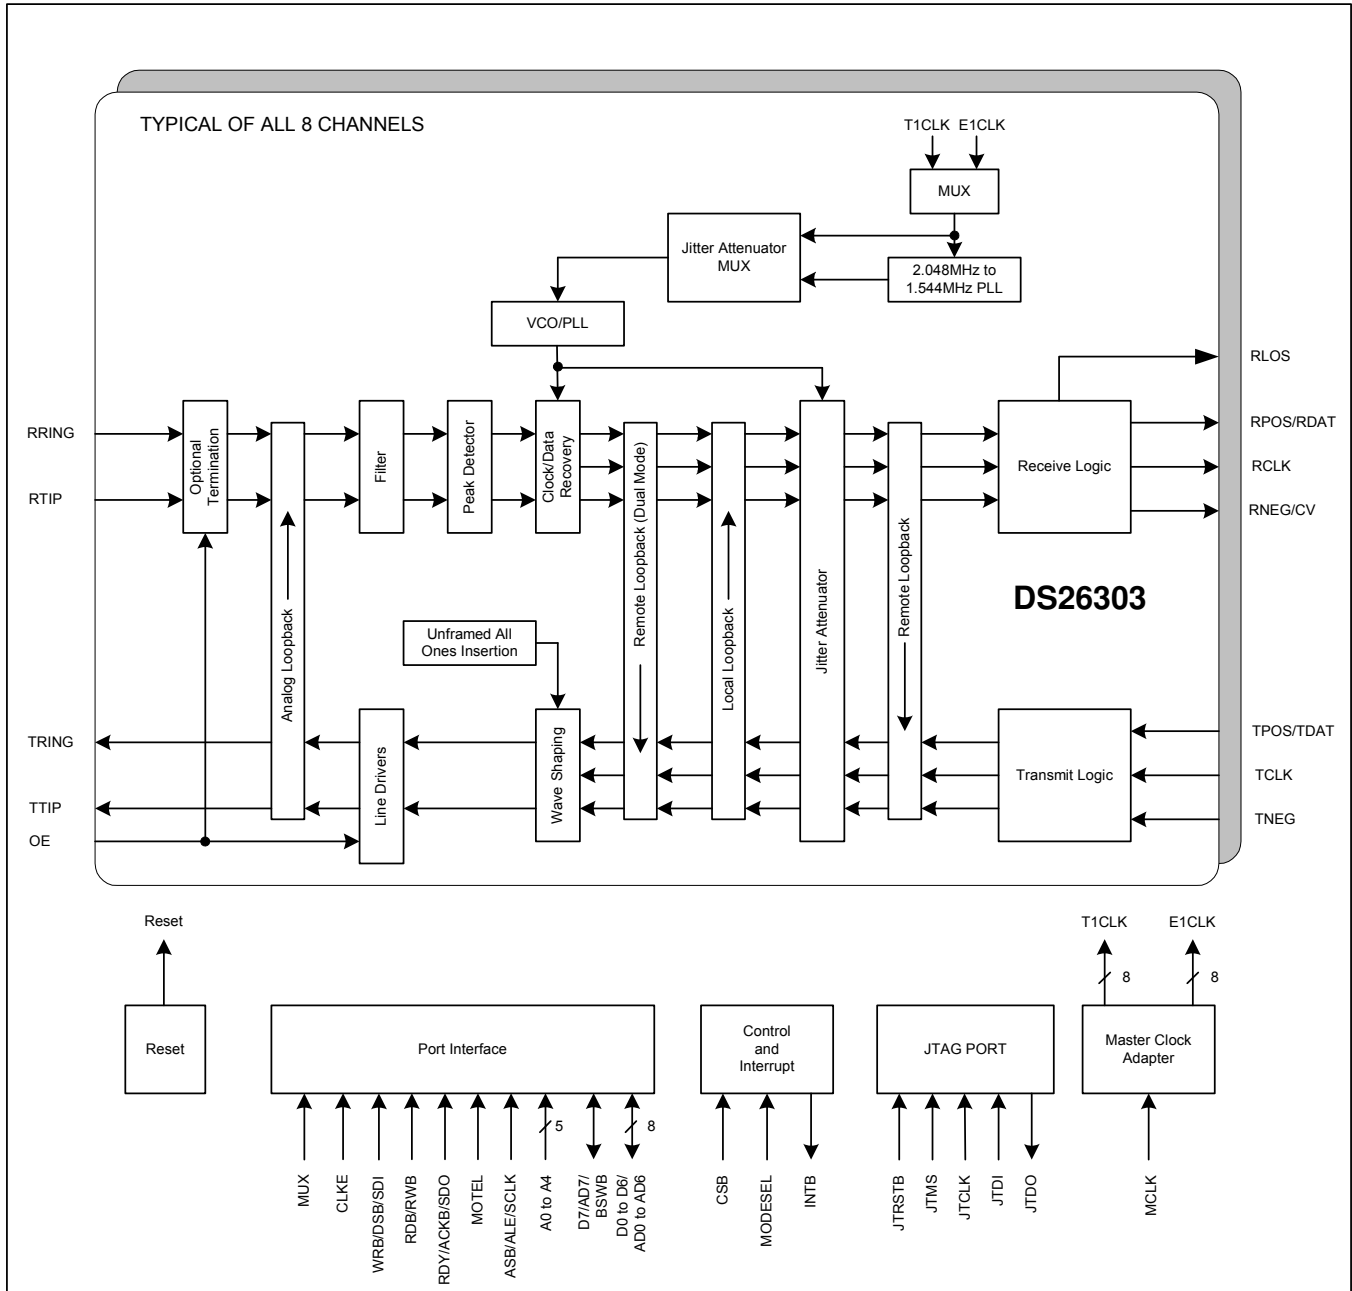 TYPICAL OF ALL 8 CHANNELS
T1CLK E1CLK
MUX
Jitter Attenuator
MUX
2.048MHz to
1.544MHz PLL
VCO/PLL
RLOS
RRING
RTIP
Optional
Termination
Analog Loopback
Filter
Peak Detector
Clock/Data
Recovery
Remote Loopback (Dual Mode)
Local Loopback
Jitter Attenuator
Remote Loopback
Receive Logic
RPOS/RDAT
RCLK
RNEG/CV
DS26303
Unframed All
Ones Insertion
TRING
TTIP
OE
Line Drivers
Wave Shaping
Transmit Logic
TPOS/TDAT
TCLK
TNEG
Reset
T1CLK
E1CLK
8
8
Reset
Port Interface
Control
and
Interrupt
JTAG PORT
Master Clock
Adapter
5
8
MUX
CLKE
WRB/DSB/SDI
RDB/RWB
RDY/ACKB/SDO
MOTEL
ASB/ALE/SCLK
A0 to A4
D7/AD7/
BSWB
D0 to D6/
AD0 to AD6
CSB
MODESEL
INTB
JTRSTB
JTMS
JTCLK
JTDI
JTDO
MCLK